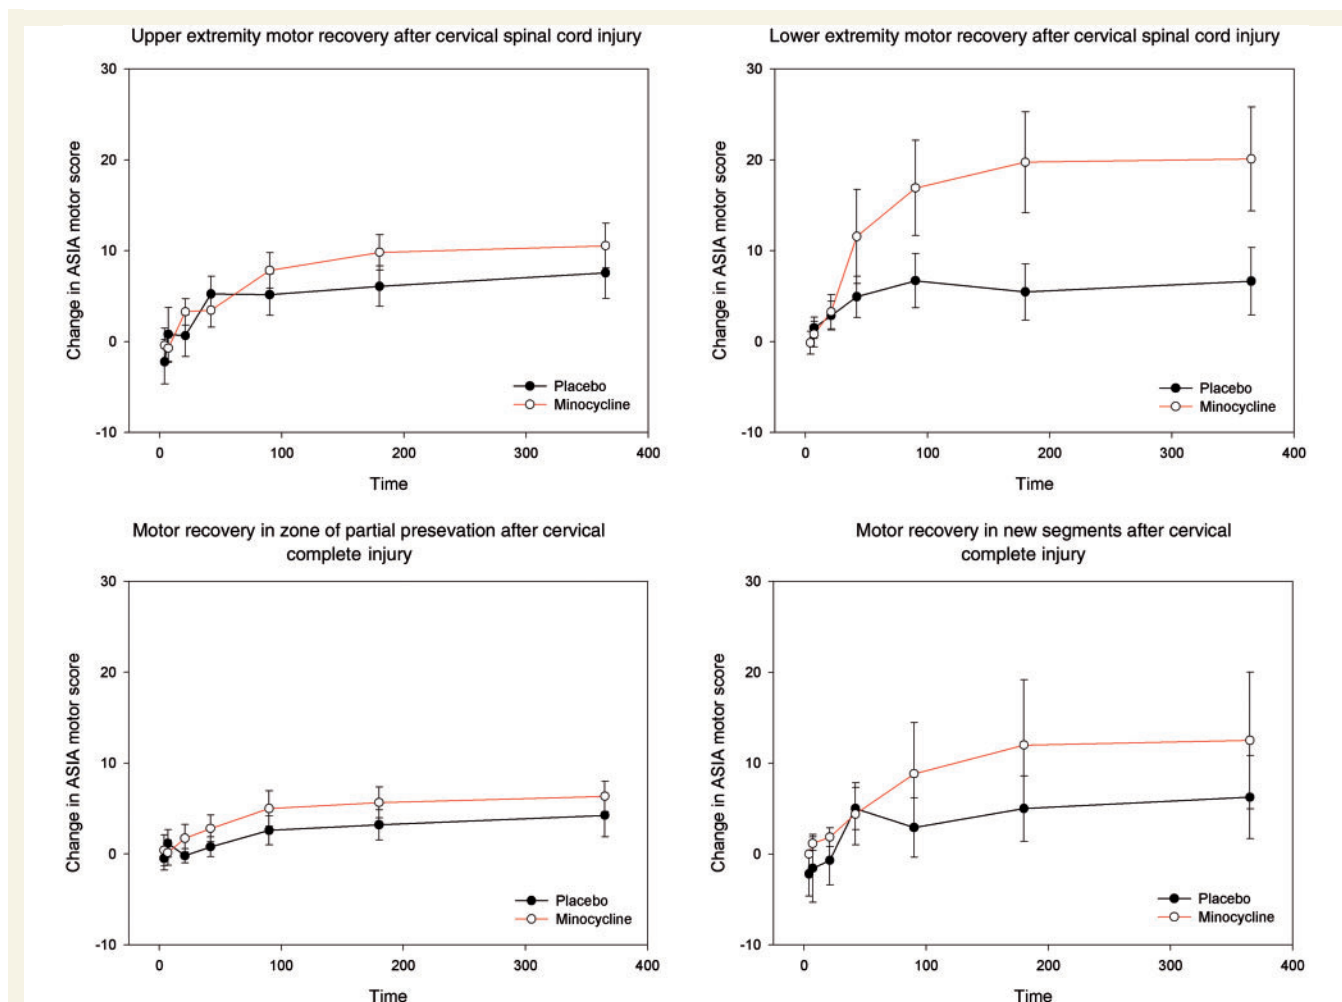 Upper extremity motor recovery after cervical spinal cord injury
30
20
10
0
-10
Change in ASIA motor score
Placebo
Minocycline
0 100 200 300 400
Time
Lower extremity motor recovery after cervical spinal cord injury
30
20
10
0
-10
Change in ASIA motor score
Placebo
Minocycline
0 100 200 300 400
Time
Motor recovery in zone of partial presevation after cervical
complete injury
30
20
10
0
-10
Change in ASIA motor score
Placebo
Minocycline
0 100 200 300 400
Time
Motor recovery in new segments after cervical
complete injury
30
20
10
0
-10
Change in ASIA motor score
Placebo
Minocycline
0 100 200 300 400
Time